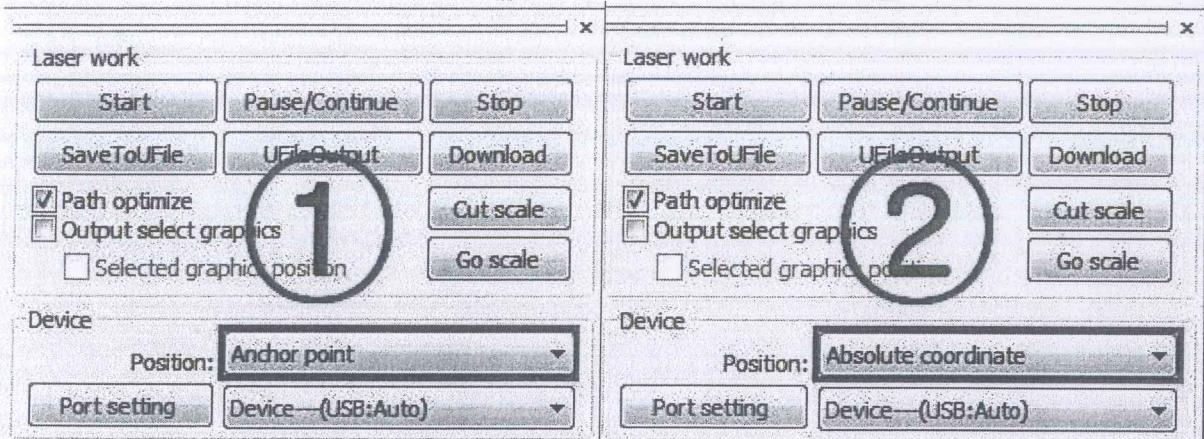 x
Laser work
Start Pause/Continue Stop
SaveToUFile UFileOutput Download
Path optimize
Cut scale
Output select graphics
Go scale
Selected graphic position
1
Device
Position: Anchor point
Port setting Device---(USB:Auto)
x
Laser work
Start Pause/Continue Stop
SaveToUFile UFileOutput Download
Path optimize
Cut scale
Output select graphics
Go scale
Selected graphic position
2
Device
Position: Absolute coordinate
Port setting Device---(USB:Auto)